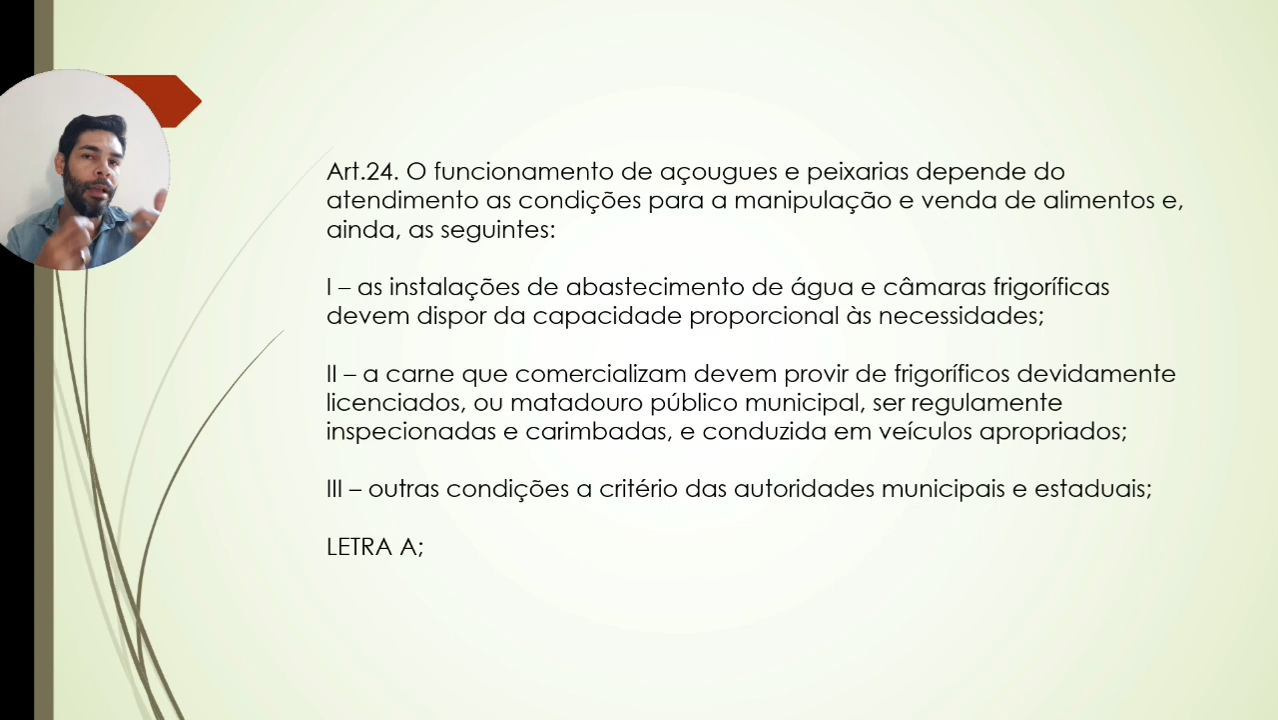 Art.24. O funcionamento de açougues e peixarias depende do
atendimento as condições para a manipulação e venda de alimentos e,
ainda, as seguintes:
I – as instalações de abastecimento de água e câmaras frigoríficas
devem dispor da capacidade proporcional às necessidades;
II – a carne que comercializam devem provir de frigoríficos devidamente
licenciados, ou matadouro público municipal, ser regulamente
inspecionadas e carimbadas, e conduzida em veículos apropriados;
III – outras condições a critério das autoridades municipais e estaduais;
LETRA A;